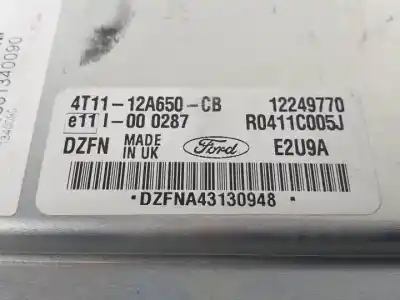 4T11-12A650-CB 12249770
e11 I-00 0287 R0411C005J
DZFN MADE IN UK Ford E2U9A
·DZFNA43130948·